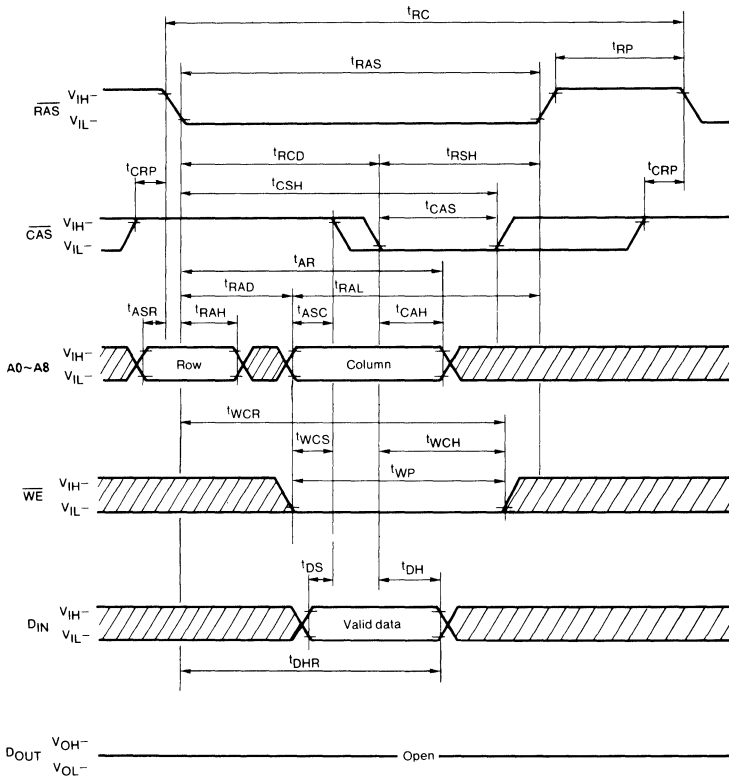 tRC
tRP
tRAS
RAS VIH–
VIL–
tRCD tRSH
tCRP tCRP
tCSH
tCAS
CAS VIH–
VIL–
tAR
tRAD tRAL
tASR tRAH tASC tCAH
A0~A8 VIH–
VIL–
Row Column
tWCR
tWCS tWCH
tWP
WE VIH–
VIL–
tDS tDH
DIN VIH–
VIL–
Valid data
tDHR
DOUT VOH–
VOL–
Open